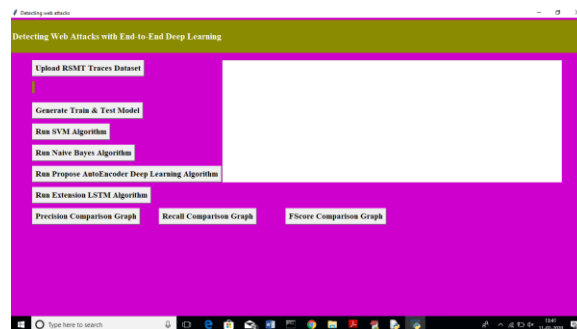 Detecting web attacks
Detecting Web Attacks with End-to-End Deep Learning
Upload RSMT Traces Dataset
Generate Train & Test Model
Run SVM Algorithm
Run Naive Bayes Algorithm
Run Propose AutoEncoder Deep Learning Algorithm
Run Extension LSTM Algorithm
Precision Comparison Graph Recall Comparison Graph FScore Comparison Graph
Type here to search
13:41